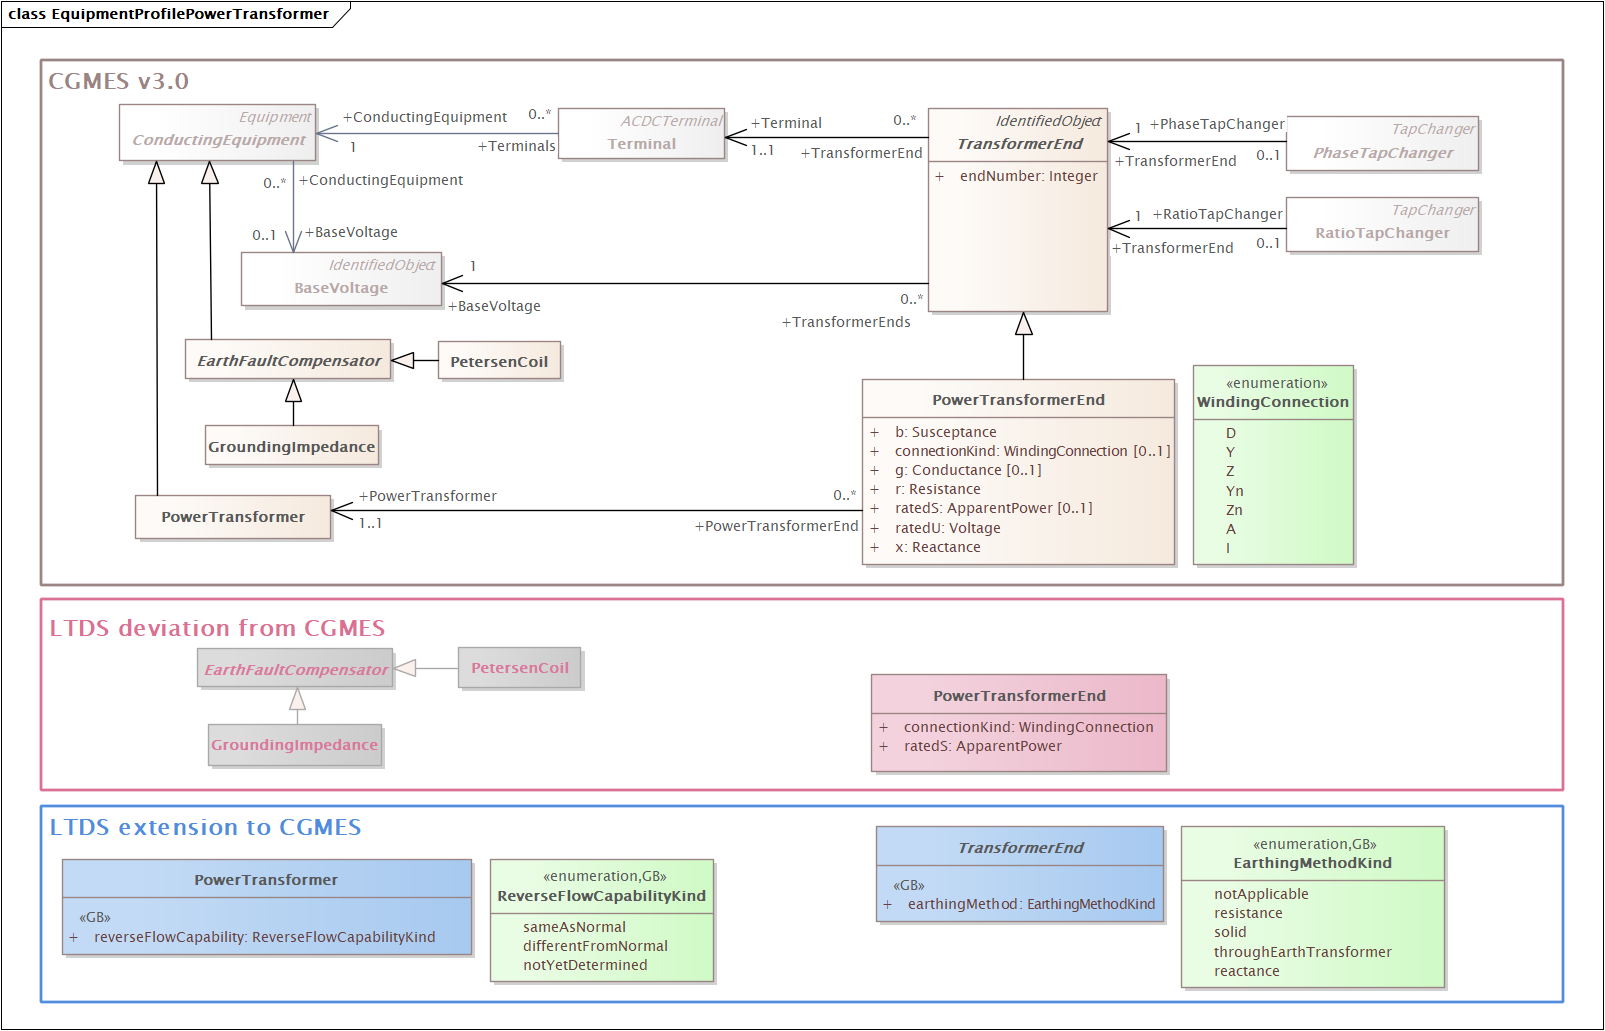 class EquipmentProfilePowerTransformer
CGMES v3.0
Equipment
ConductingEquipment
+ConductingEquipment
0..*
1
+Terminals
ACDCTerminal
Terminal
+Terminal
0..*
1..1
+TransformerEnd
IdentifiedObject
TransformerEnd
+ endNumber: Integer
1
+PhaseTapChanger
+TransformerEnd
0..1
TapChanger
PhaseTapChanger
1
+RatioTapChanger
+TransformerEnd
0..1
TapChanger
RatioTapChanger
0..*
+ConductingEquipment
0..1
+BaseVoltage
IdentifiedObject
BaseVoltage
1
+BaseVoltage
0..*
+TransformerEnds
EarthFaultCompensator
PetersenCoil
GroundingImpedance
PowerTransformer
+PowerTransformer
1..1
0..*
+PowerTransformerEnd
PowerTransformerEnd
+ b: Susceptance
+ connectionKind: WindingConnection [0..1]
+ g: Conductance [0..1]
+ r: Resistance
+ ratedS: ApparentPower [0..1]
+ ratedU: Voltage
+ x: Reactance
«enumeration»
WindingConnection
D
Y
Z
Yn
Zn
A
I
LTDS deviation from CGMES
EarthFaultCompensator
PetersenCoil
GroundingImpedance
PowerTransformerEnd
+ connectionKind: WindingConnection
+ ratedS: ApparentPower
LTDS extension to CGMES
PowerTransformer
«GB»
+ reverseFlowCapability: ReverseFlowCapabilityKind
«enumeration,GB»
ReverseFlowCapabilityKind
sameAsNormal
differentFromNormal
notYetDetermined
TransformerEnd
«GB»
+ earthingMethod: EarthingMethodKind
«enumeration,GB»
EarthingMethodKind
notApplicable
resistance
solid
throughEarthTransformer
reactance